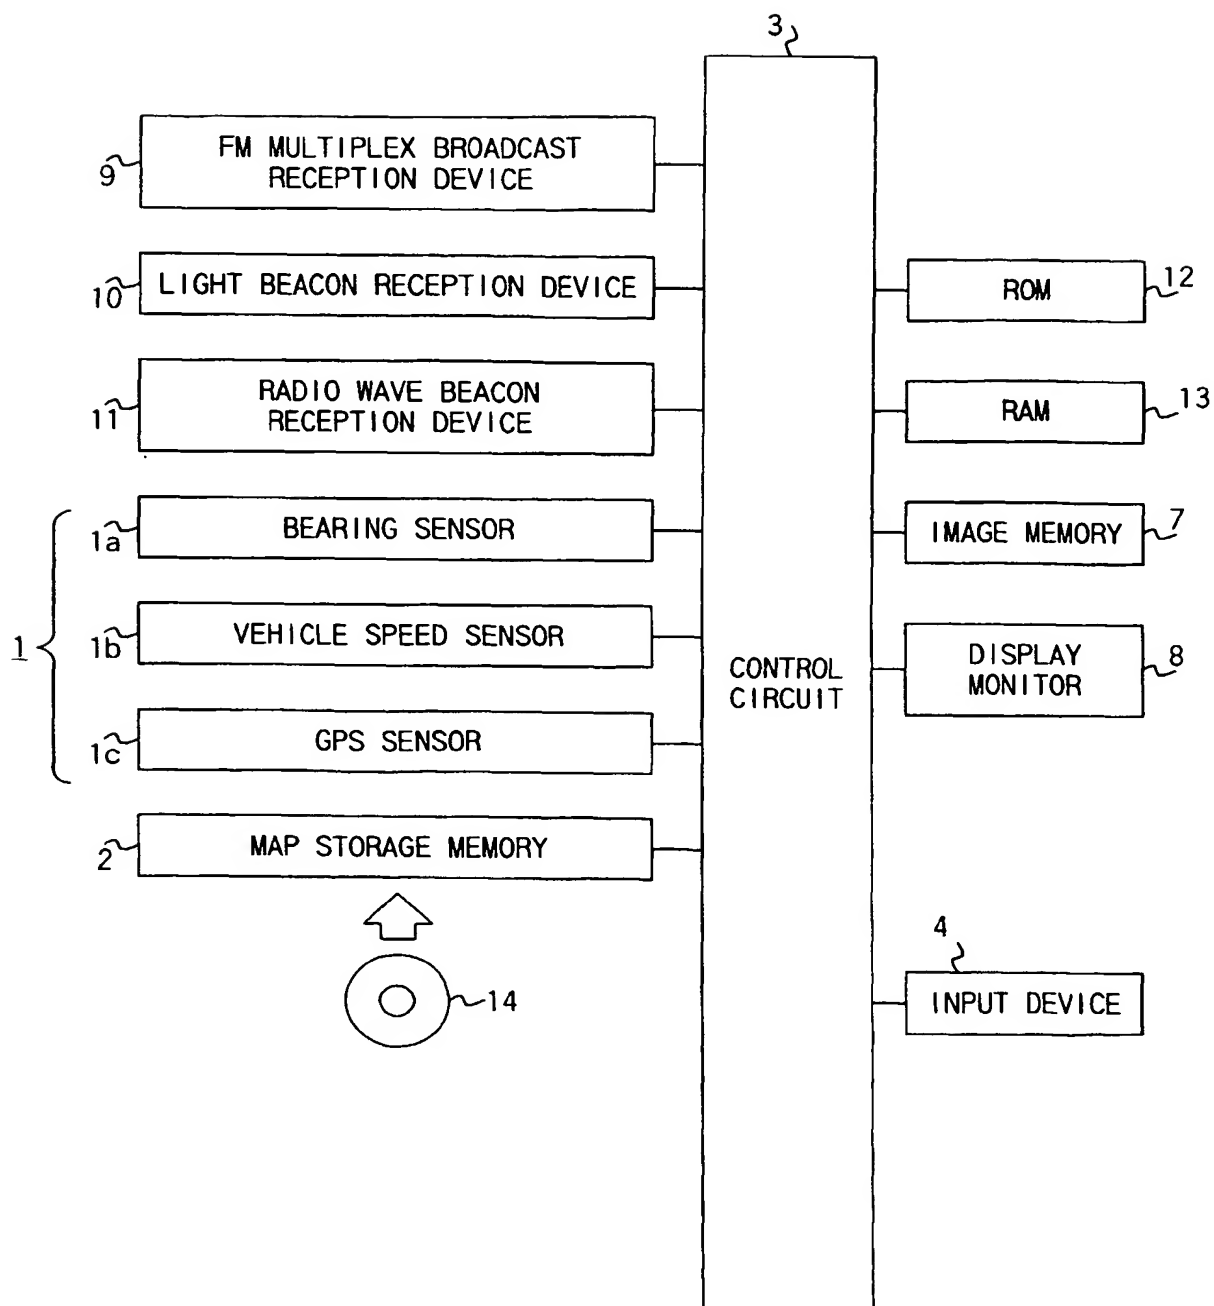 3
FM MULTIPLEX BROADCAST
RECEPTION DEVICE
9
LIGHT BEACON RECEPTION DEVICE
10
RADIO WAVE BEACON
RECEPTION DEVICE
11
BEARING SENSOR
1a
VEHICLE SPEED SENSOR
1b
1
GPS SENSOR
1c
MAP STORAGE MEMORY
2
14
CONTROL
CIRCUIT
ROM
12
RAM
13
IMAGE MEMORY
7
DISPLAY
MONITOR
8
4
INPUT DEVICE